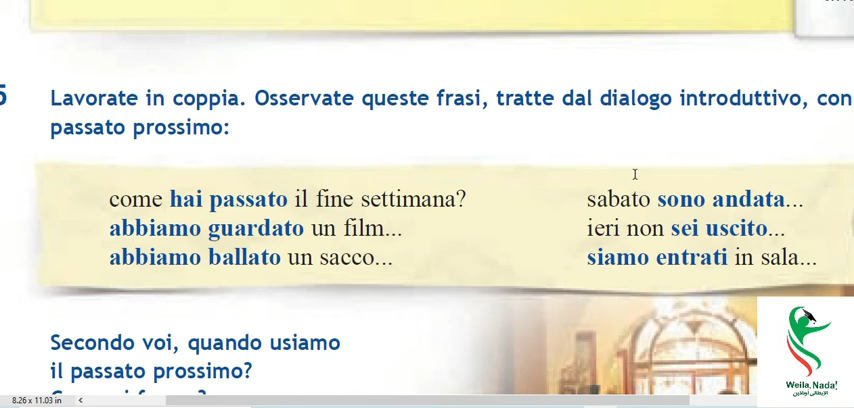 5
Lavorate in coppia. Osservate queste frasi, tratte dal dialogo introduttivo, con
passato prossimo:
come hai passato il fine settimana?
abbiamo guardato un film...
abbiamo ballato un sacco...
sabato sono andata...
ieri non sei uscito...
siamo entrati in sala...
Secondo voi, quando usiamo
il passato prossimo?
Weila, Nada!
الإيطالي أونلاين
8.26 x 11.03 in